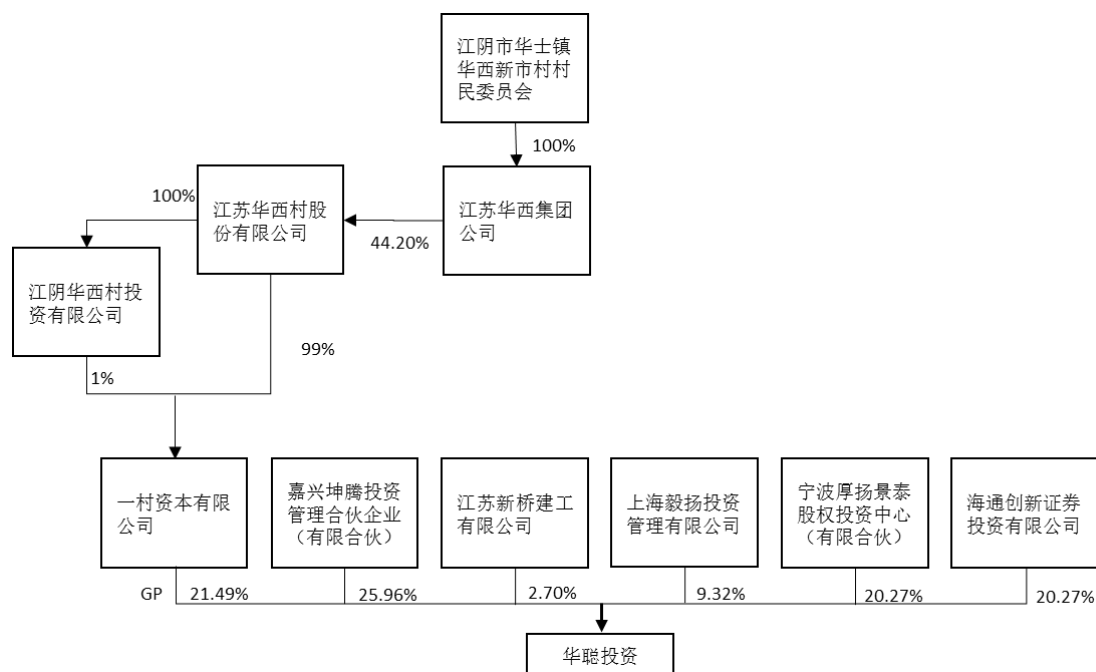 江阴市华士镇
华西新市村村
民委员会
100%
100%
江苏华西村股
份有限公司
44.20%
江苏华西集团
公司
江阴华西村投
资有限公司
99%
1%
一村资本有限
公司
嘉兴坤腾投资
管理合伙企业
（有限合伙）
江苏新桥建工
有限公司
上海毅扬投资
管理有限公司
宁波厚扬景泰
股权投资中心
（有限合伙）
海通创新证券
投资有限公司
GP
21.49%
25.96%
2.70%
9.32%
20.27%
20.27%
华聪投资